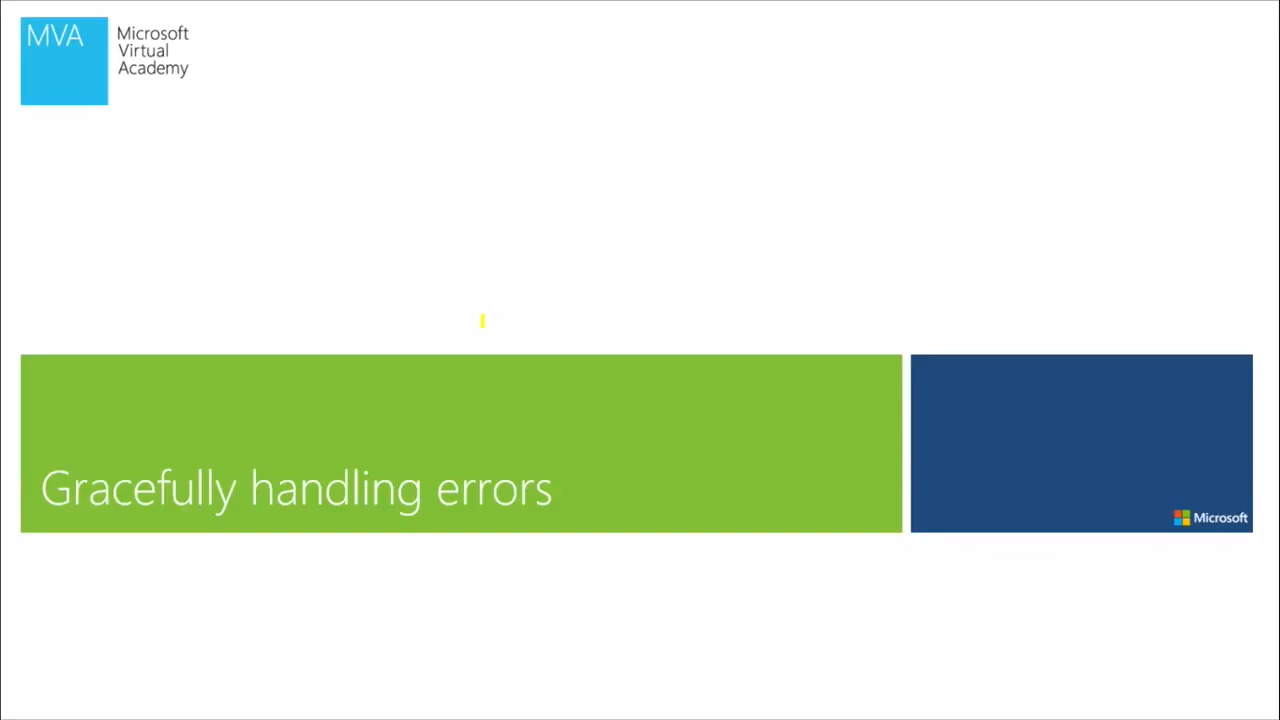 MVA
Microsoft
Virtual
Academy
Gracefully handling errors
Microsoft